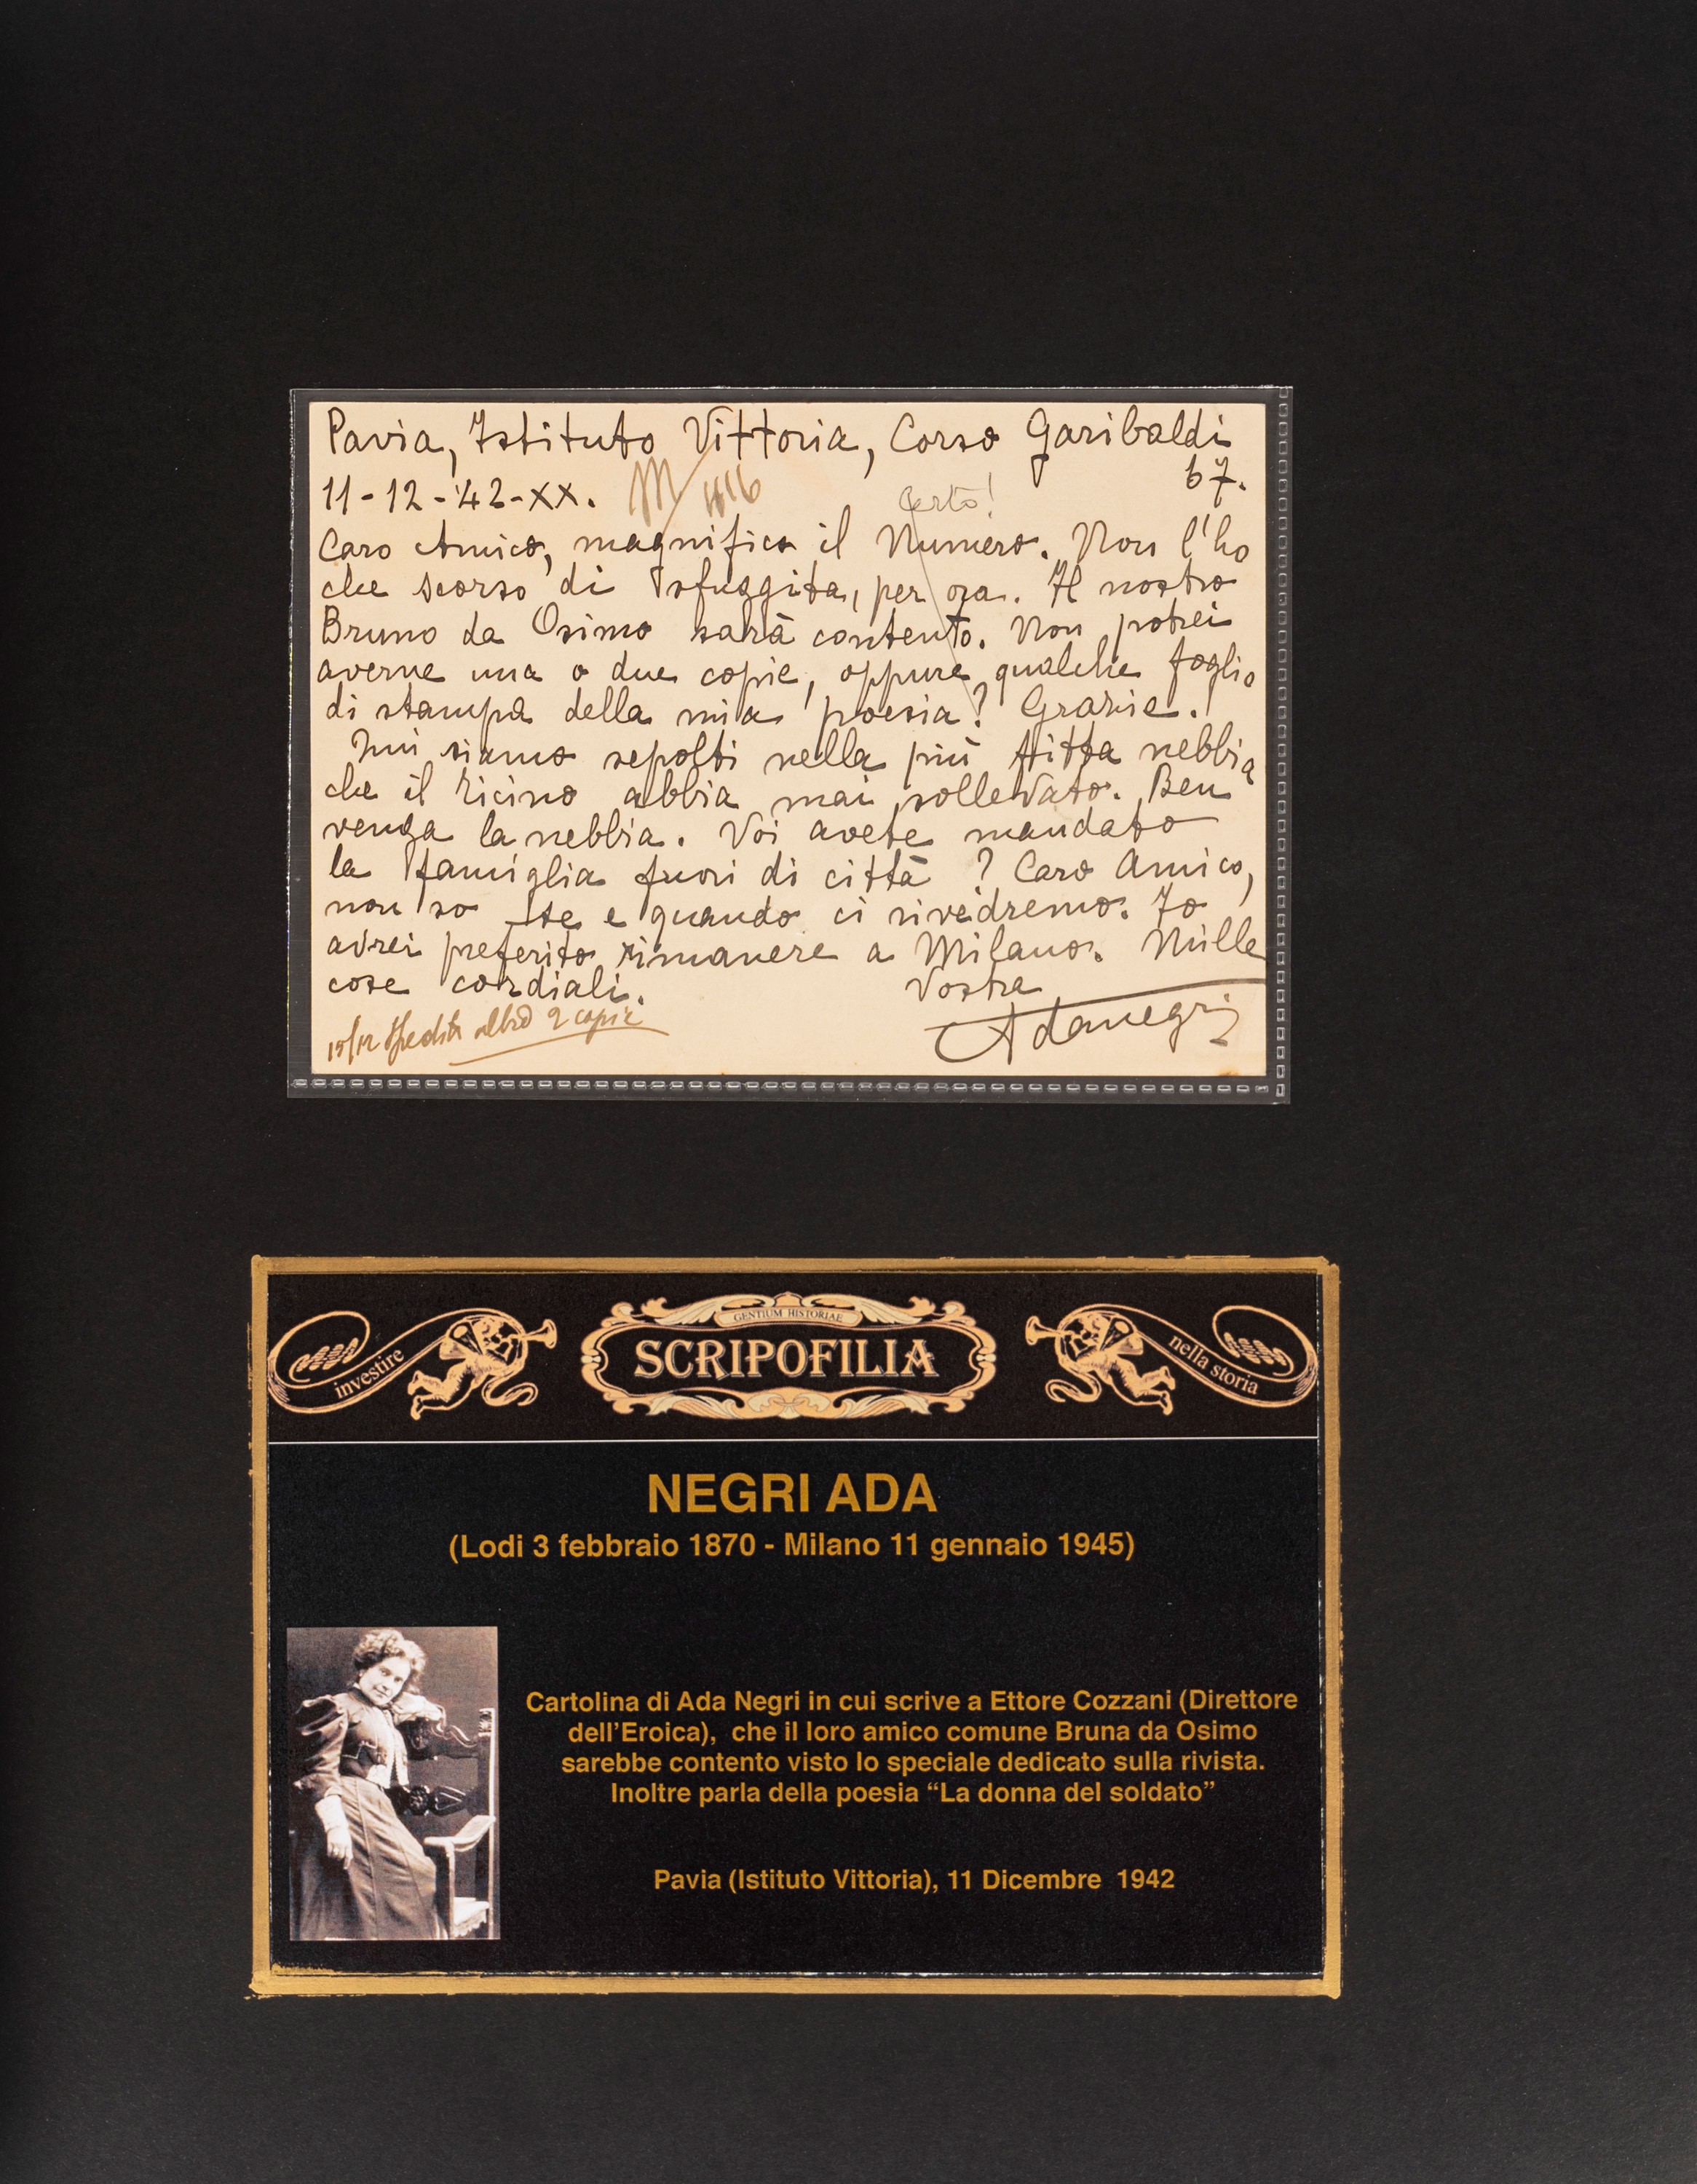 Pavia, Istituto Vittoria, Corso Garibaldi
67.
11-12-'42-XX.
Certo!
Caro Amico, magnifico il Numero. Non l'ho
che scorso di sfuggita, per ora. Il nostro
Bruno da Osimo sarà contento. Non potrei
averne una o due copie, oppure qualche foglio
di stampa della mia poesia? Grazie.
Qui siamo sepolti nella più fitta nebbia
che il Ticino abbia mai sollevato. Ben
venga la nebbia. Voi avete mandato
la famiglia fuori di città? Caro Amico,
non so se e quando ci rivedremo. Io
avrei preferito rimanere a Milano. Mille
cose cordiali.
Vostra
Adanegri
15/12 Spedita altre 2 copie
GENTIUM HISTORIAE
investire
SCRIPOFILIA
nella storia
NEGRI ADA
(Lodi 3 febbraio 1870 - Milano 11 gennaio 1945)
Cartolina di Ada Negri in cui scrive a Ettore Cozzani (Direttore
dell'Eroica), che il loro amico comune Bruna da Osimo
sarebbe contento visto lo speciale dedicato sulla rivista.
Inoltre parla della poesia “La donna del soldato”
Pavia (Istituto Vittoria), 11 Dicembre 1942